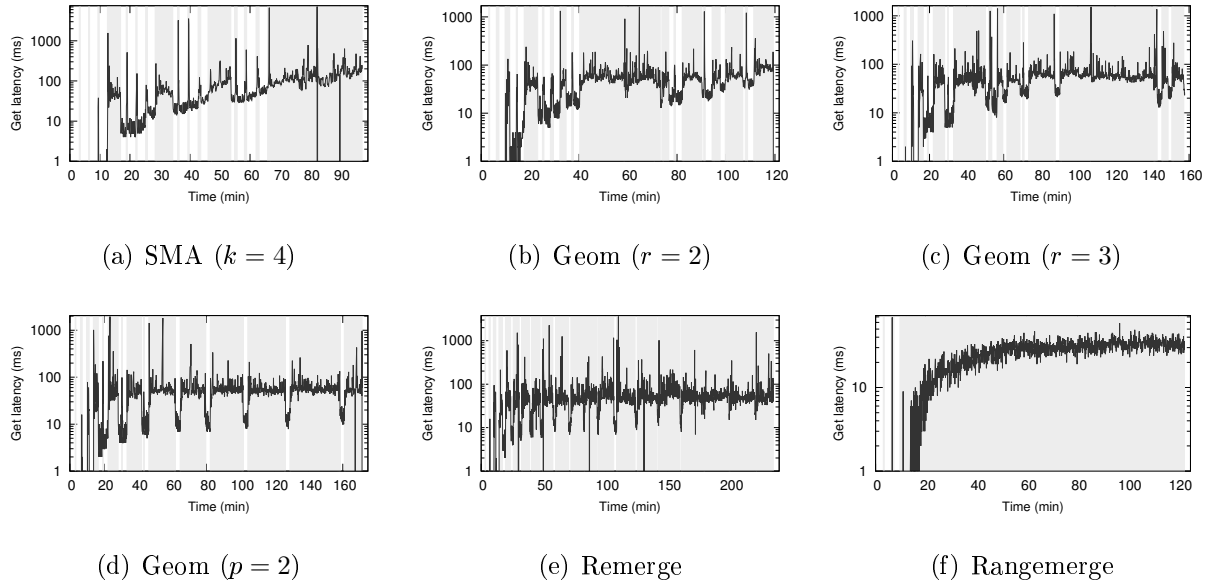 Get latency (ms)
1000
100
10
1
0 10 20 30 40 50 60 70 80 90
Time (min)
(a) SMA (k = 4)
Get latency (ms)
1000
100
10
1
0 20 40 60 80 100 120
Time (min)
(b) Geom (r = 2)
Get latency (ms)
1000
100
10
1
0 20 40 60 80 100 120 140 160
Time (min)
(c) Geom (r = 3)
Get latency (ms)
1000
100
10
1
0 20 40 60 80 100 120 140 160
Time (min)
(d) Geom (p = 2)
Get latency (ms)
1000
100
10
1
0 50 100 150 200
Time (min)
(e) Remerge
Get latency (ms)
10
1
0 20 40 60 80 100 120
Time (min)
(f) Rangemerge